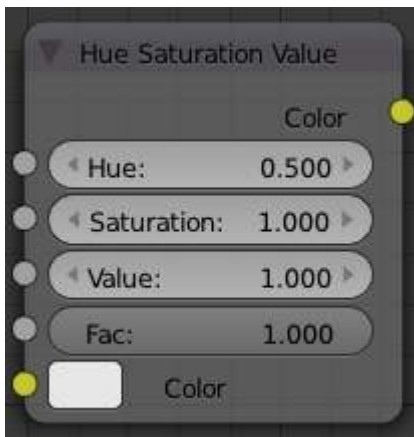 Hue Saturation Value
Color
Hue: 0.500
Saturation: 1.000
Value: 1.000
Fac: 1.000
Color